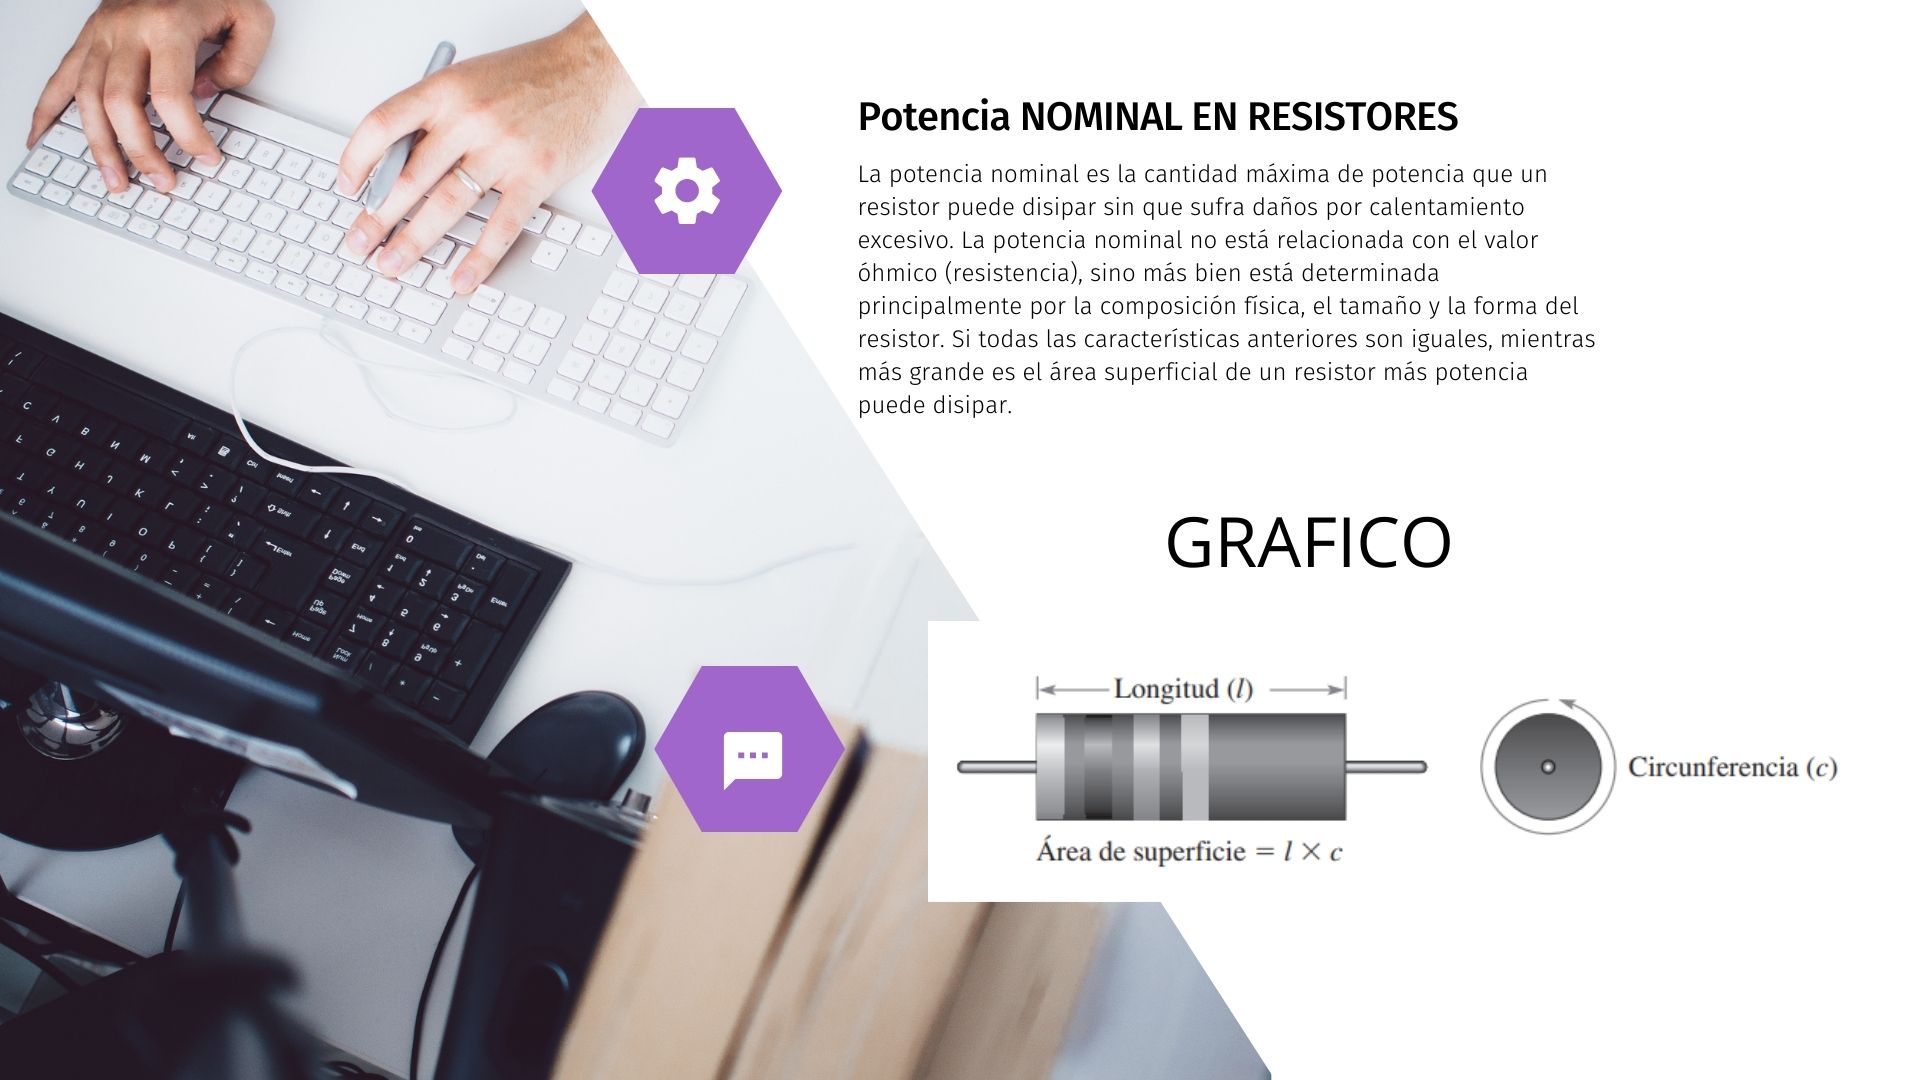 Potencia NOMINAL EN RESISTORES
La potencia nominal es la cantidad máxima de potencia que un
resistor puede disipar sin que sufra daños por calentamiento
excesivo. La potencia nominal no está relacionada con el valor
óhmico (resistencia), sino más bien está determinada
principalmente por la composición física, el tamaño y la forma del
resistor. Si todas las características anteriores son iguales, mientras
más grande es el área superficial de un resistor más potencia
puede disipar.
GRAFICO
Longitud (l)
Circunferencia (c)
Área de superficie = l × c